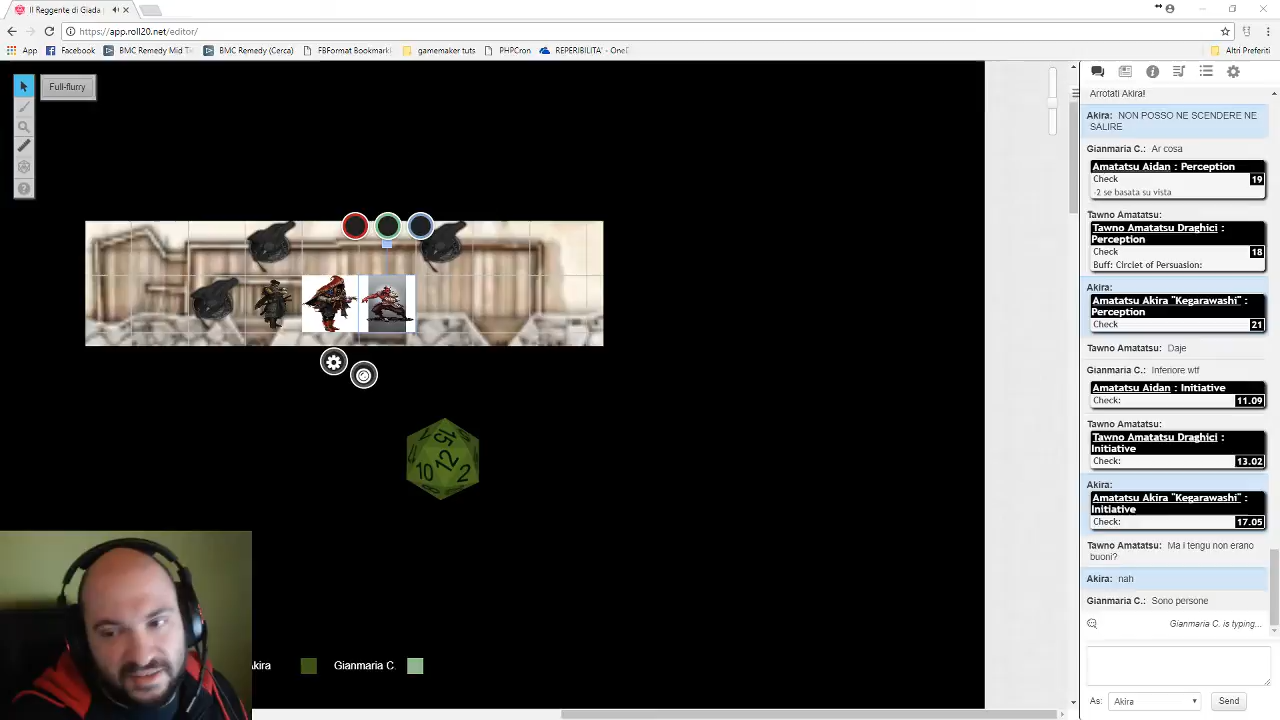 Il Reggente di Giada |
https://app.roll20.net/editor/
App
Facebook
BMC Remedy Mid Ti
BMC Remedy (Cerca)
FBFormat Bookmarkl
gamemaker tuts
PHPCron
REPERIBILITA' - OneD
Altri Preferiti
Full-flurry
15
12
10
2
kira
Gianmaria C.
Arrotati Akira!
Akira: NON POSSO NE SCENDERE NE
SALIRE
Gianmaria C.: Ar cosa
Amatatsu Aidan : Perception
Check 19
-2 se basata su vista
Tawno Amatatsu:
Tawno Amatatsu Draghici :
Perception
Check 18
Buff: Circlet of Persuasion:
Akira:
Amatatsu Akira "Kegarawashi" :
Perception
Check 21
Tawno Amatatsu: Daje
Gianmaria C.: Inferiore wtf
Amatatsu Aidan : Initiative
Check: 11.09
Tawno Amatatsu:
Tawno Amatatsu Draghici :
Initiative
Check: 13.02
Akira:
Amatatsu Akira "Kegarawashi" :
Initiative
Check: 17.05
Tawno Amatatsu: Ma i tengu non erano
buoni?
Akira: nah
Gianmaria C.: Sono persone
Gianmaria C. is typing...
As: Akira Send